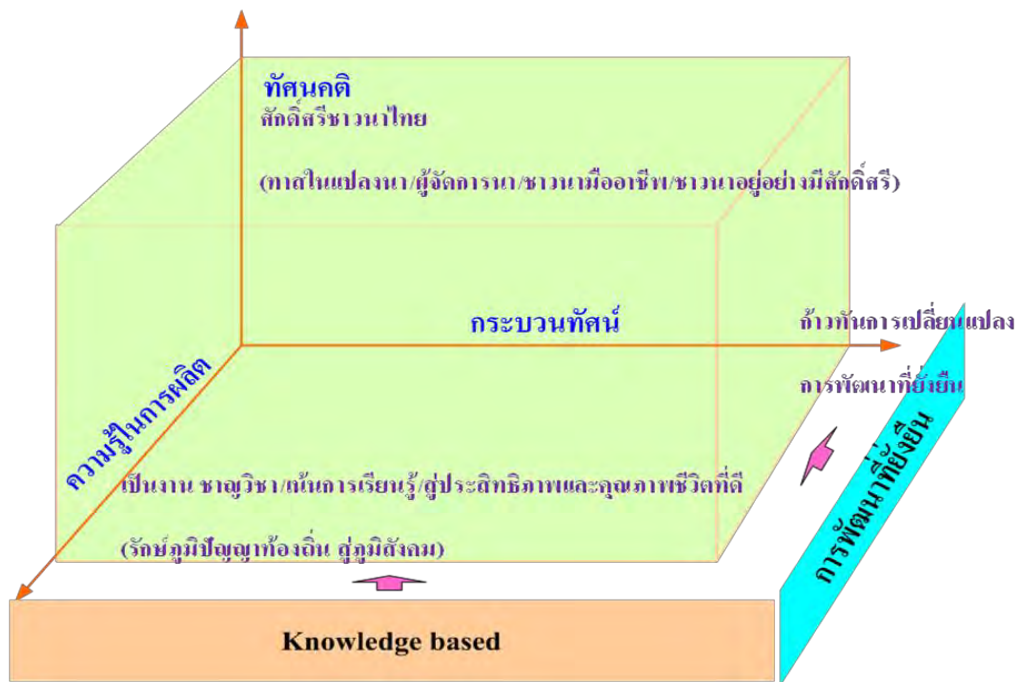 ทัศนคติ
ศักดิ์ศรีชาวนาไทย
(ทาสในแปลงนา/ผู้จัดการนา/ชาวนามืออาชีพ/ชาวนาอยู่อย่างมีศักดิ์ศรี)
กระบวนทัศน์
ก้าวทันการเปลี่ยนแปลง
การพัฒนาที่ยั่งยืน
ความรู้ในการผลิต
เป็นงาน ชาญวิชา/เน้นการเรียนรู้/สู่ประสิทธิภาพและคุณภาพชีวิตที่ดี
(รักษ์ภูมิปัญญาท้องถิ่น สู่ภูมิสังคม)
การพัฒนาที่ยั่งยืน
Knowledge based